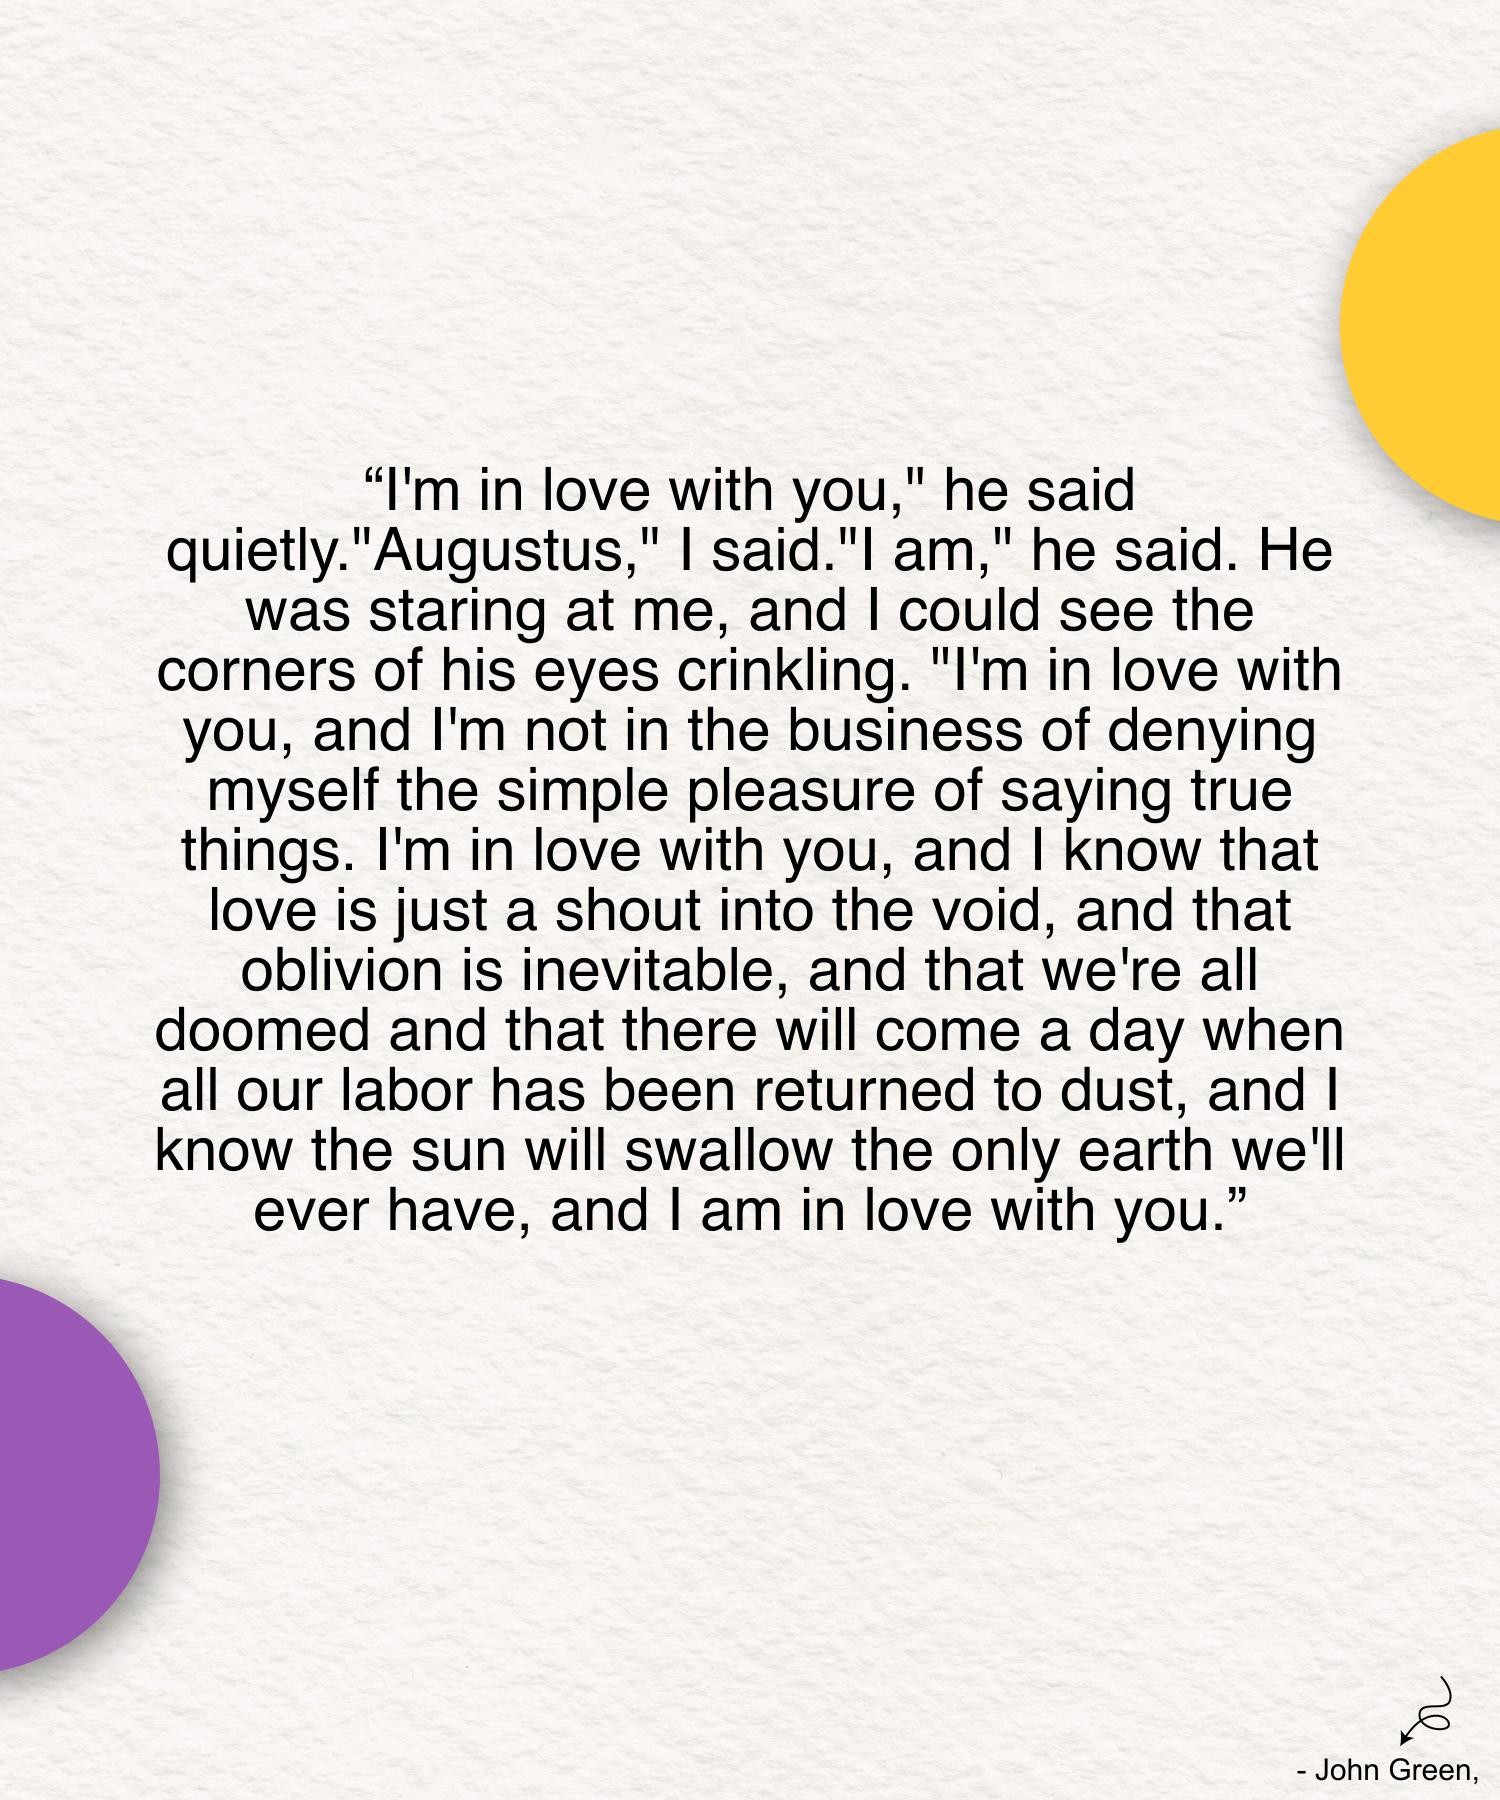 “I'm in love with you," he said
quietly."Augustus," I said."I am," he said. He
was staring at me, and I could see the
corners of his eyes crinkling. "I'm in love with
you, and I'm not in the business of denying
myself the simple pleasure of saying true
things. I'm in love with you, and I know that
love is just a shout into the void, and that
oblivion is inevitable, and that we're all
doomed and that there will come a day when
all our labor has been returned to dust, and I
know the sun will swallow the only earth we'll
ever have, and I am in love with you.”
- John Green,